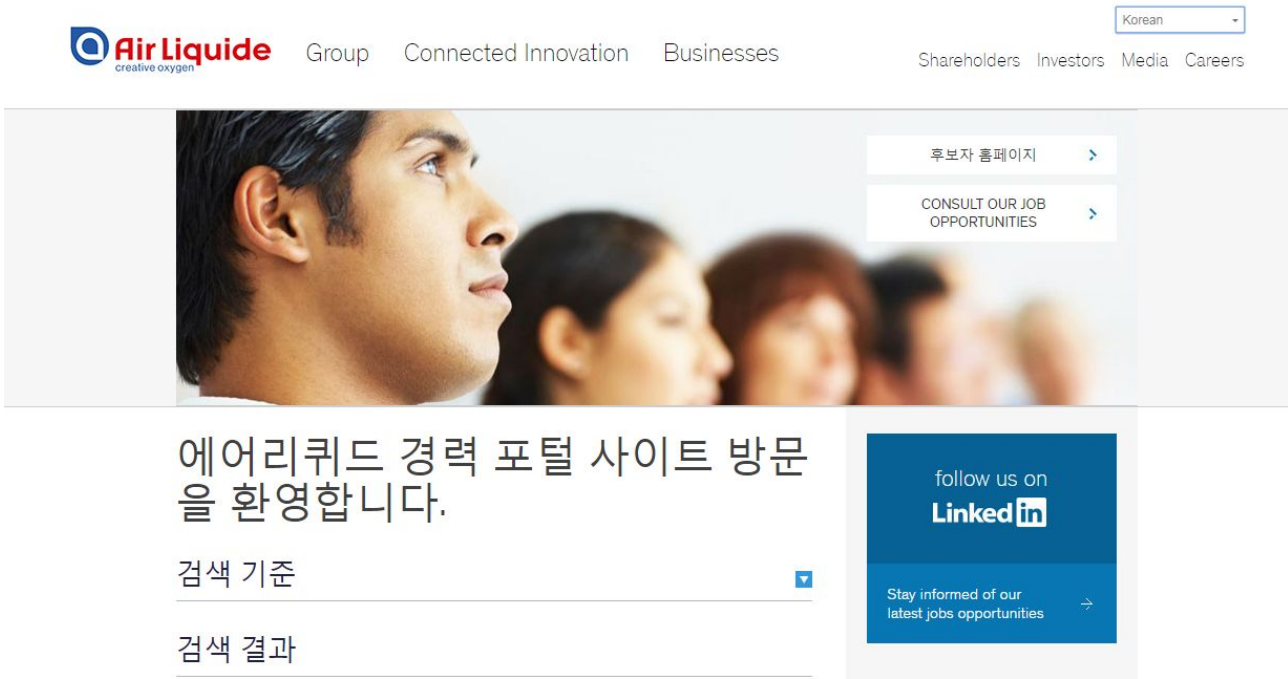 Korean
Air Liquide
creative oxygen
Group Connected Innovation Businesses
Shareholders Investors Media Careers
후보자 홈페이지
CONSULT OUR JOB
OPPORTUNITIES
에어리퀴드 경력 포털 사이트 방문
을 환영합니다.
검색 기준
검색 결과
follow us on
Linked in
Stay informed of our
latest jobs opportunities